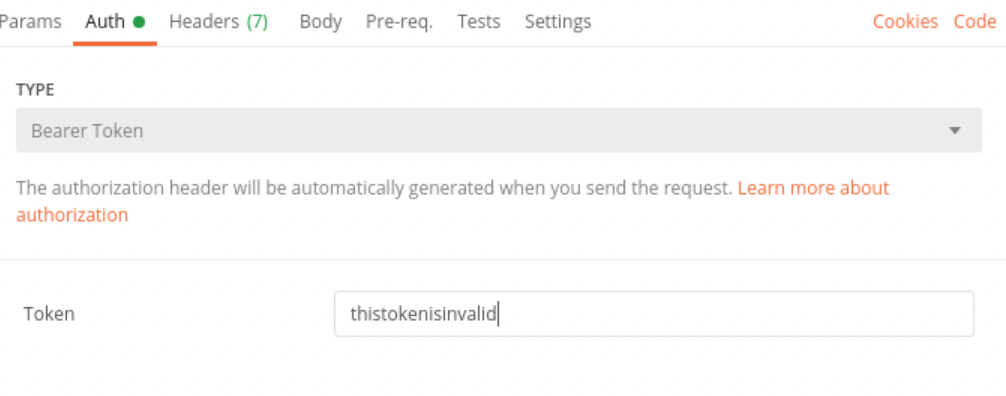 Params Auth Headers (7) Body Pre-req. Tests Settings Cookies Code
TYPE
Bearer Token
The authorization header will be automatically generated when you send the request. Learn more about
authorization
Token thistokenisinvalid